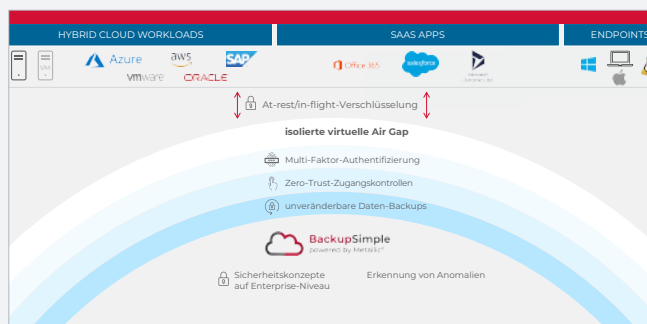 HYBRID CLOUD WORKLOADS
SAAS APPS
ENDPOINTS
VM
Azure
aws
SAP
vmware
ORACLE
Office 365
salesforce
At-rest/in-flight-Verschlüsselung
isolierte virtuelle Air Gap
Multi-Faktor-Authentifizierung
Zero-Trust-Zugangskontrollen
unveränderbare Daten-Backups
BackupSimple
powered by Metallic
Sicherheitskonzepte
auf Enterprise-Niveau
Erkennung von Anomalien